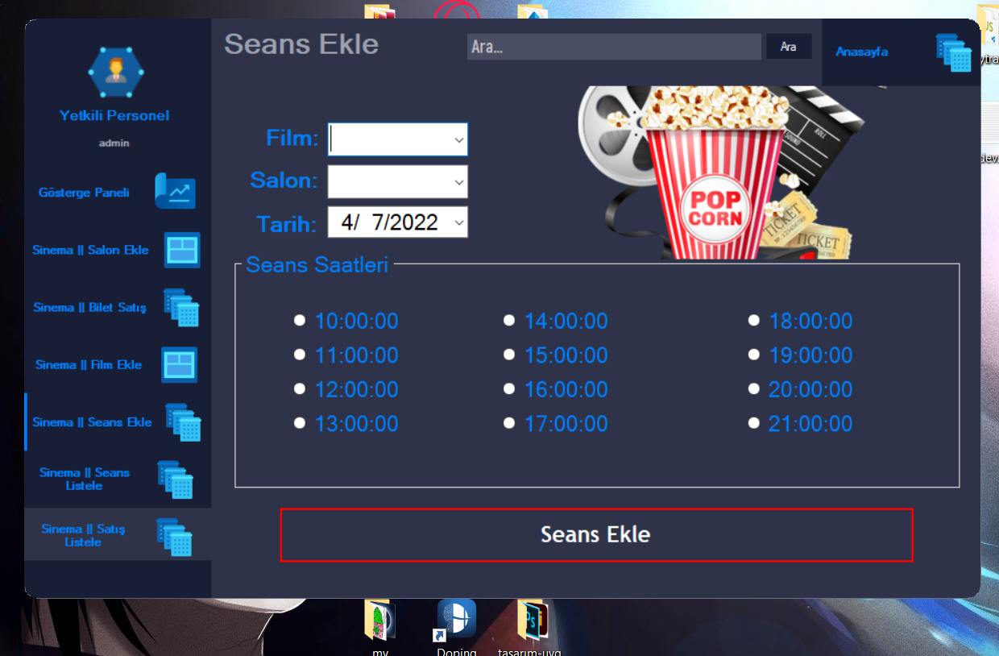 Seans Ekle
Ara...
Ara
Anasayfa
Yetkili Personel
admin
Gösterge Paneli
Sinema || Salon Ekle
Sinema || Bilet Satış
Sinema || Film Ekle
Sinema || Seans Ekle
Sinema || Seans
Listele
Sinema || Satış
Listele
Film:
Salon:
Tarih:
4/ 7/2022
POP
CORN
ROLL
SOUND
TICKET
TICKET
Seans Saatleri
10:00:00
14:00:00
18:00:00
11:00:00
15:00:00
19:00:00
12:00:00
16:00:00
20:00:00
13:00:00
17:00:00
21:00:00
Seans Ekle
JS
Ps
my
Doping
tasarım-uyg